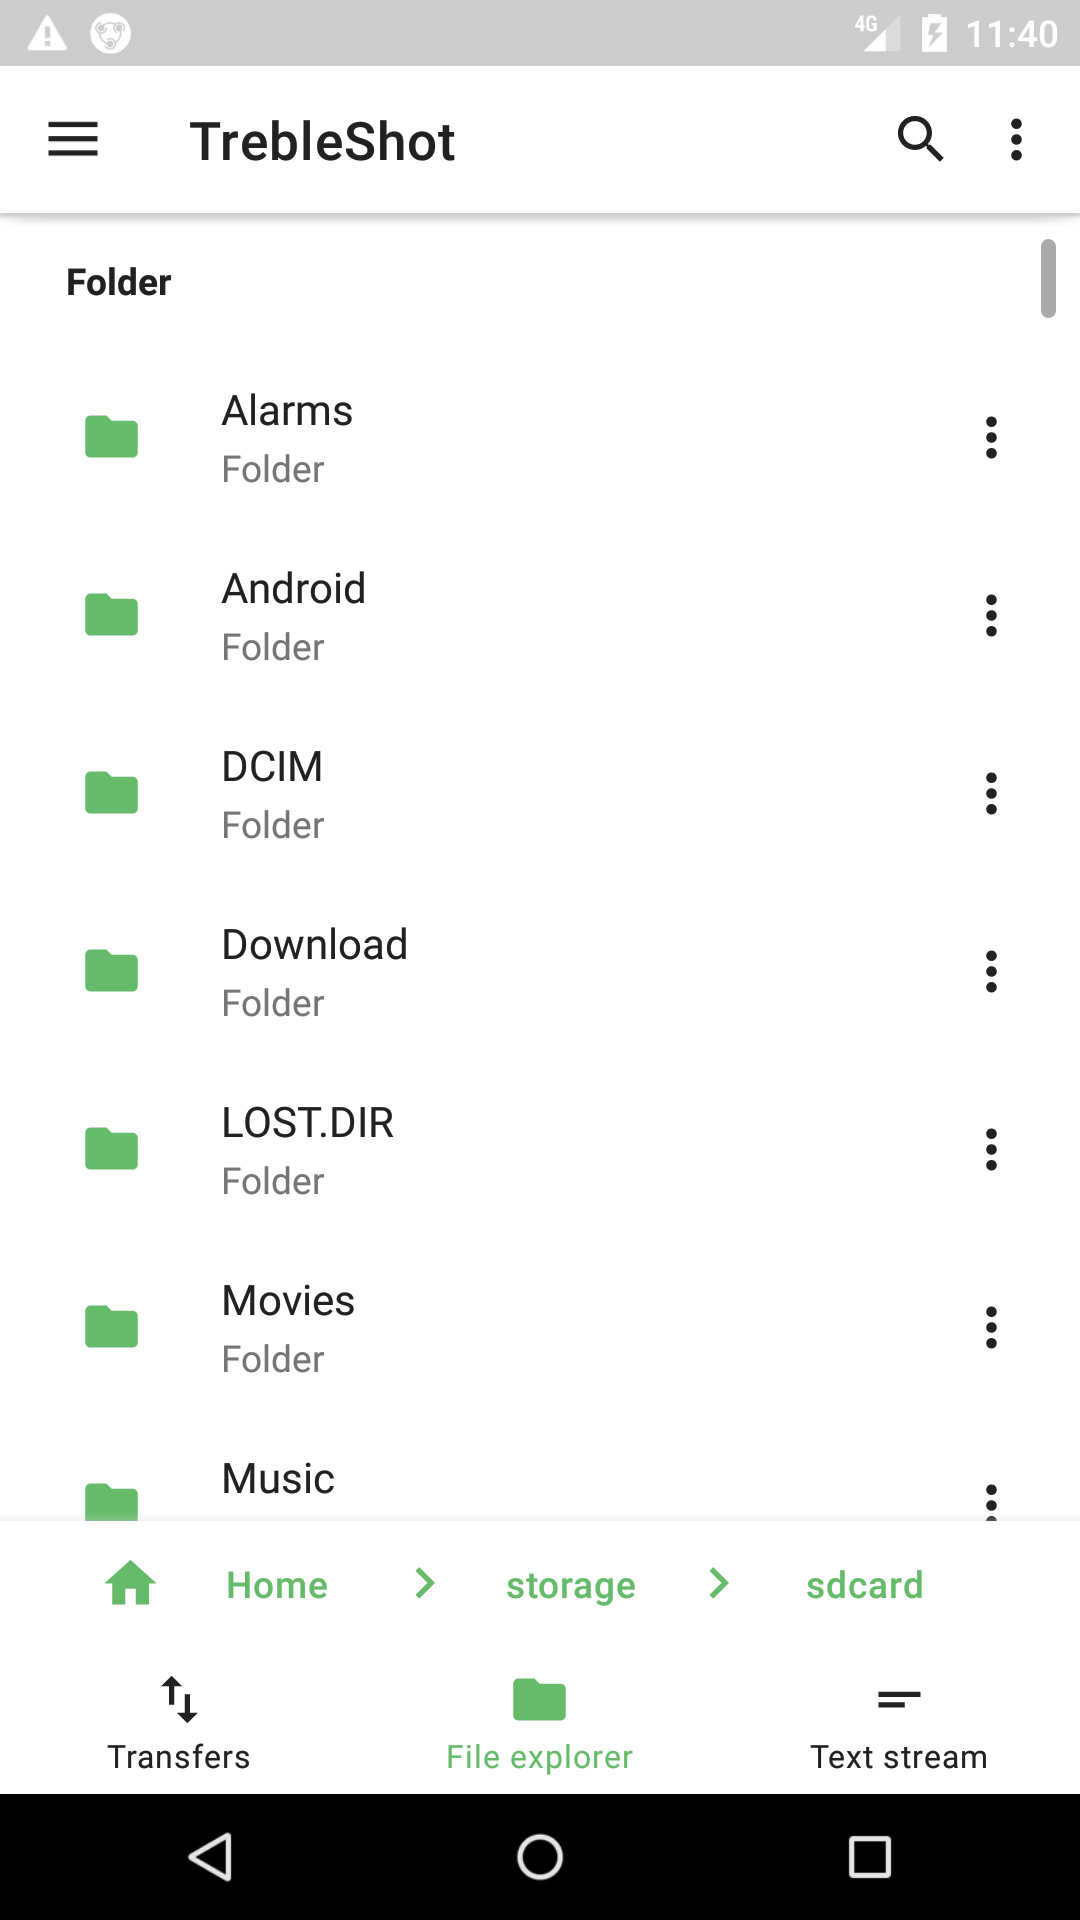 4G 11:40
TrebleShot
Folder
Alarms
Folder
Android
Folder
DCIM
Folder
Download
Folder
LOST.DIR
Folder
Movies
Folder
Music
Home storage sdcard
Transfers File explorer Text stream